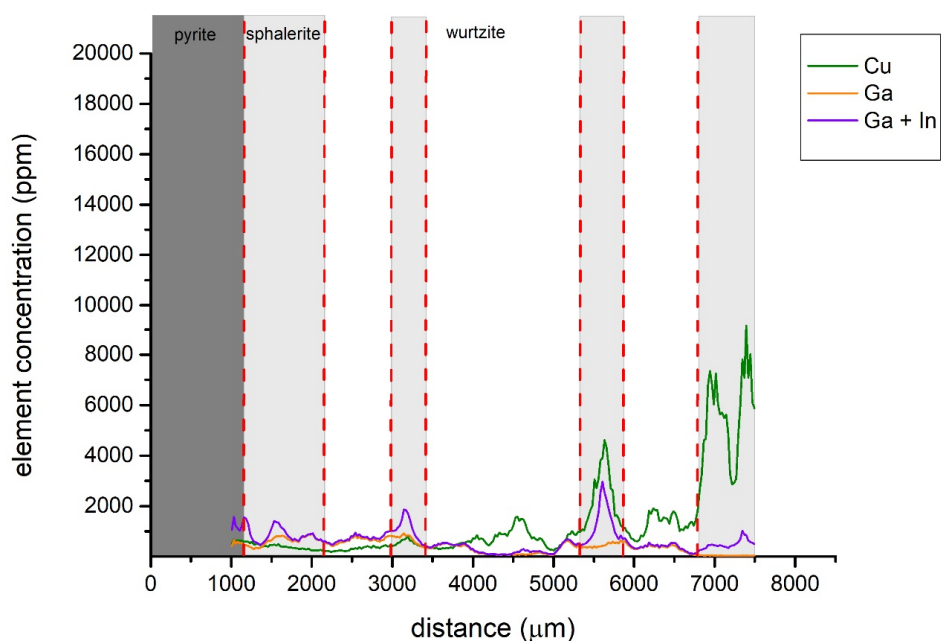 pyrite sphalerite wurtzite
20000
18000
16000
14000
12000
10000
8000
6000
4000
2000
0
element concentration (ppm)
0 1000 2000 3000 4000 5000 6000 7000 8000
distance (μm)
Cu
Ga
Ga + In